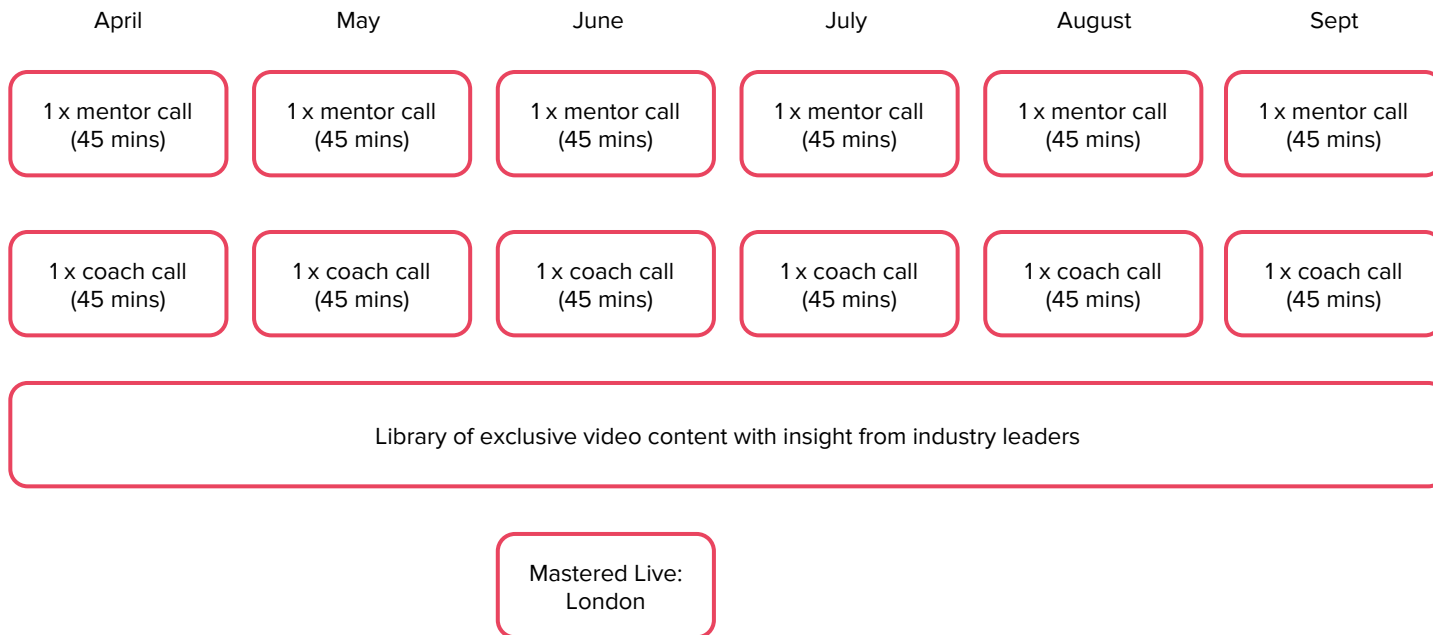 April May June July August Sept
1 x mentor call 1 x mentor call 1 x mentor call 1 x mentor call 1 x mentor call 1 x mentor call
(45 mins) (45 mins) (45 mins) (45 mins) (45 mins) (45 mins)
1 x coach call 1 x coach call 1 x coach call 1 x coach call 1 x coach call 1 x coach call
(45 mins) (45 mins) (45 mins) (45 mins) (45 mins) (45 mins)
Library of exclusive video content with insight from industry leaders
Mastered Live:
London